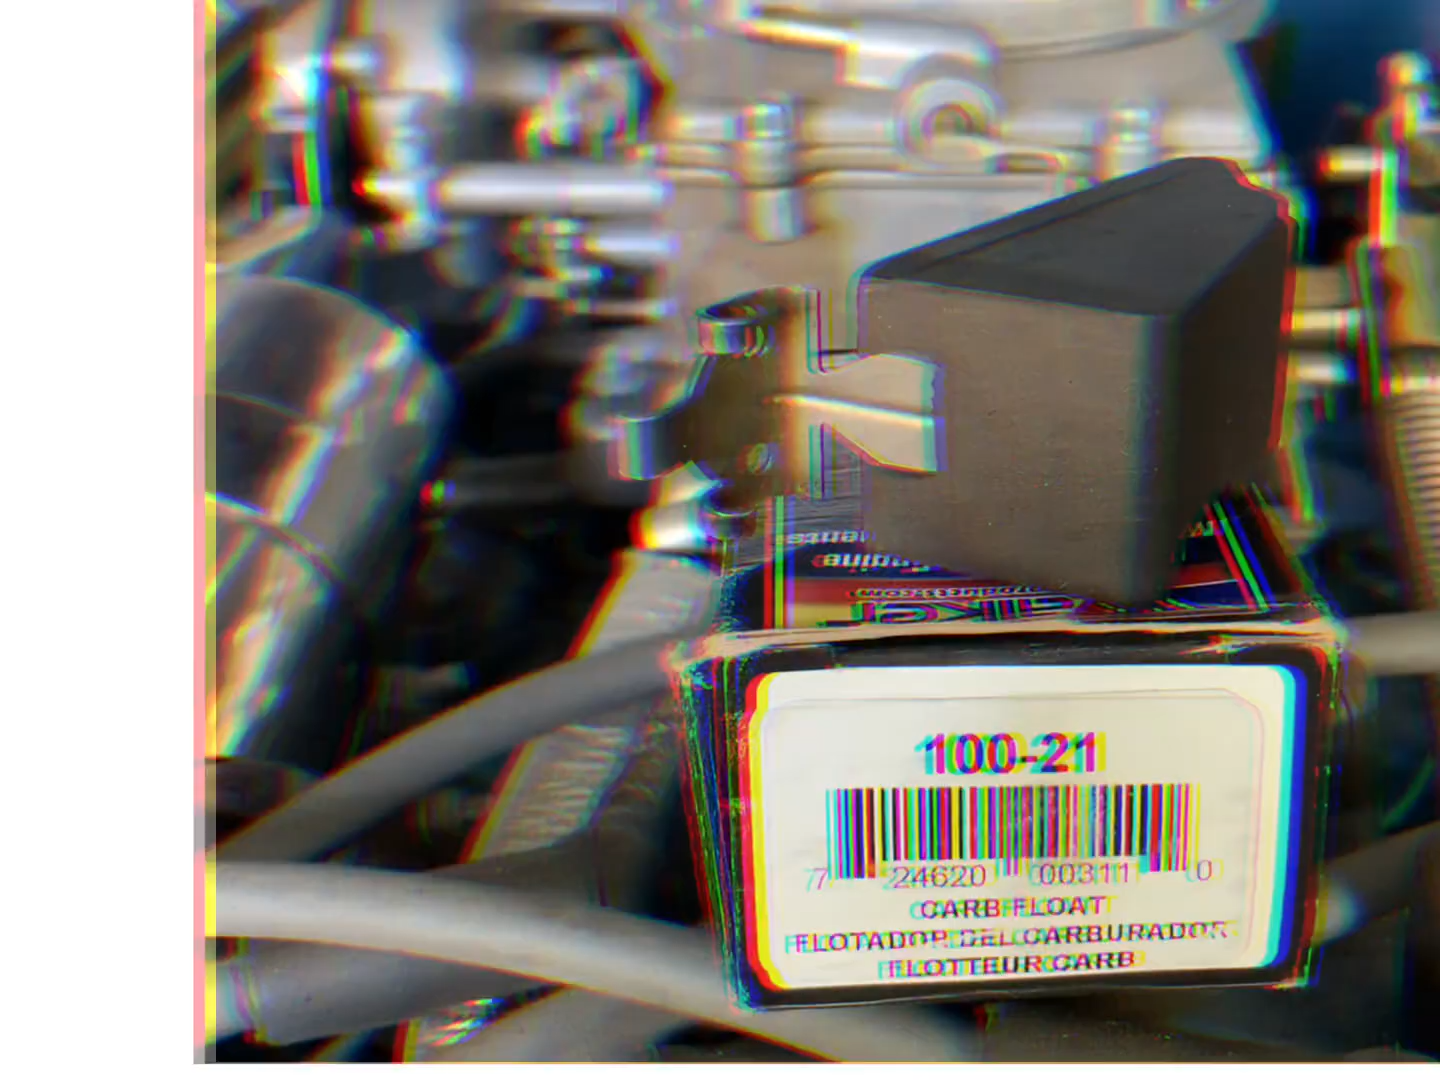 100-21
7 24620 00311 0
CARB FLOAT
FLOTADOR DEL CARBURADOR
FLOTTEUR CARB